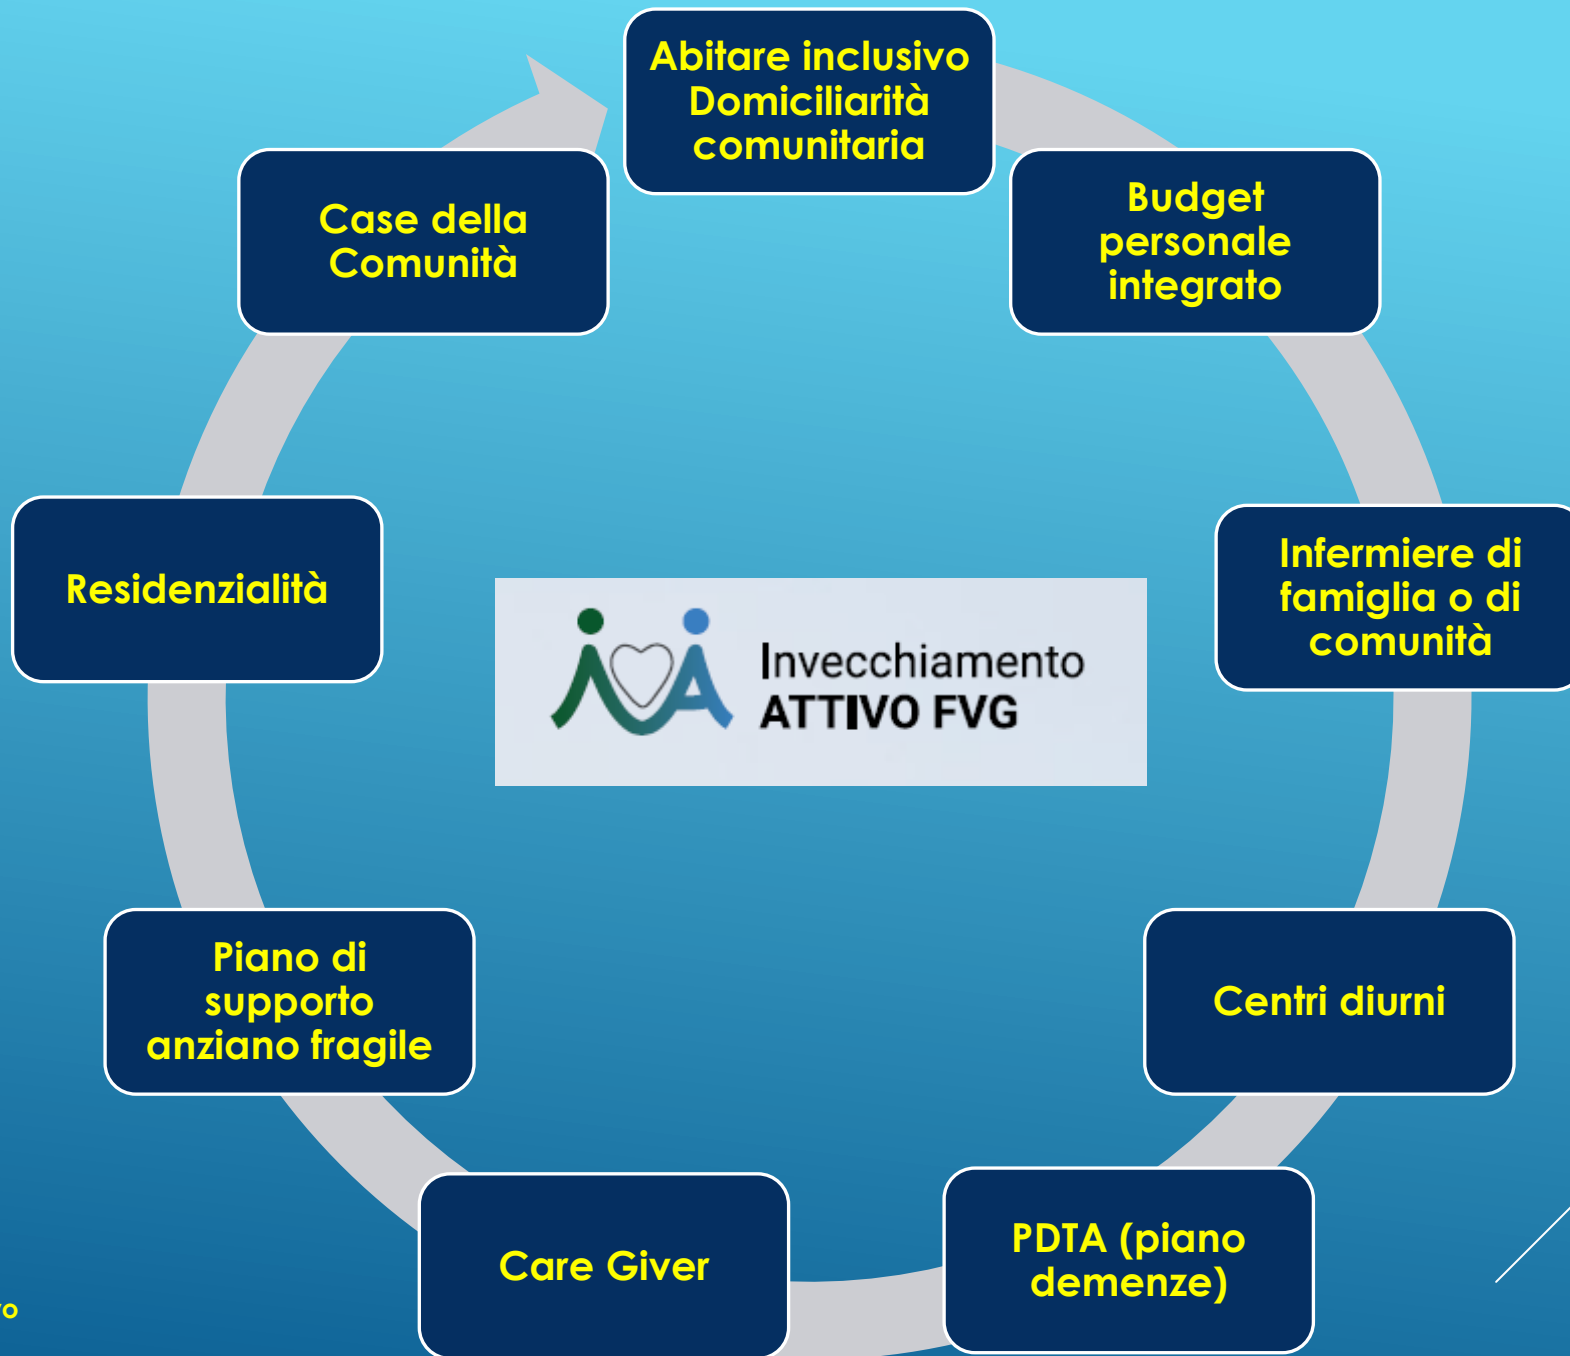 Abitare inclusivo
Domiciliarità
comunitaria
Budget
personale
integrato
Infermiere di
famiglia o di
comunità
Centri diurni
PDTA (piano
demenze)
Care Giver
Piano di
supporto
anziano fragile
Residenzialità
Case della
Comunità
Invecchiamento
ATTIVO FVG